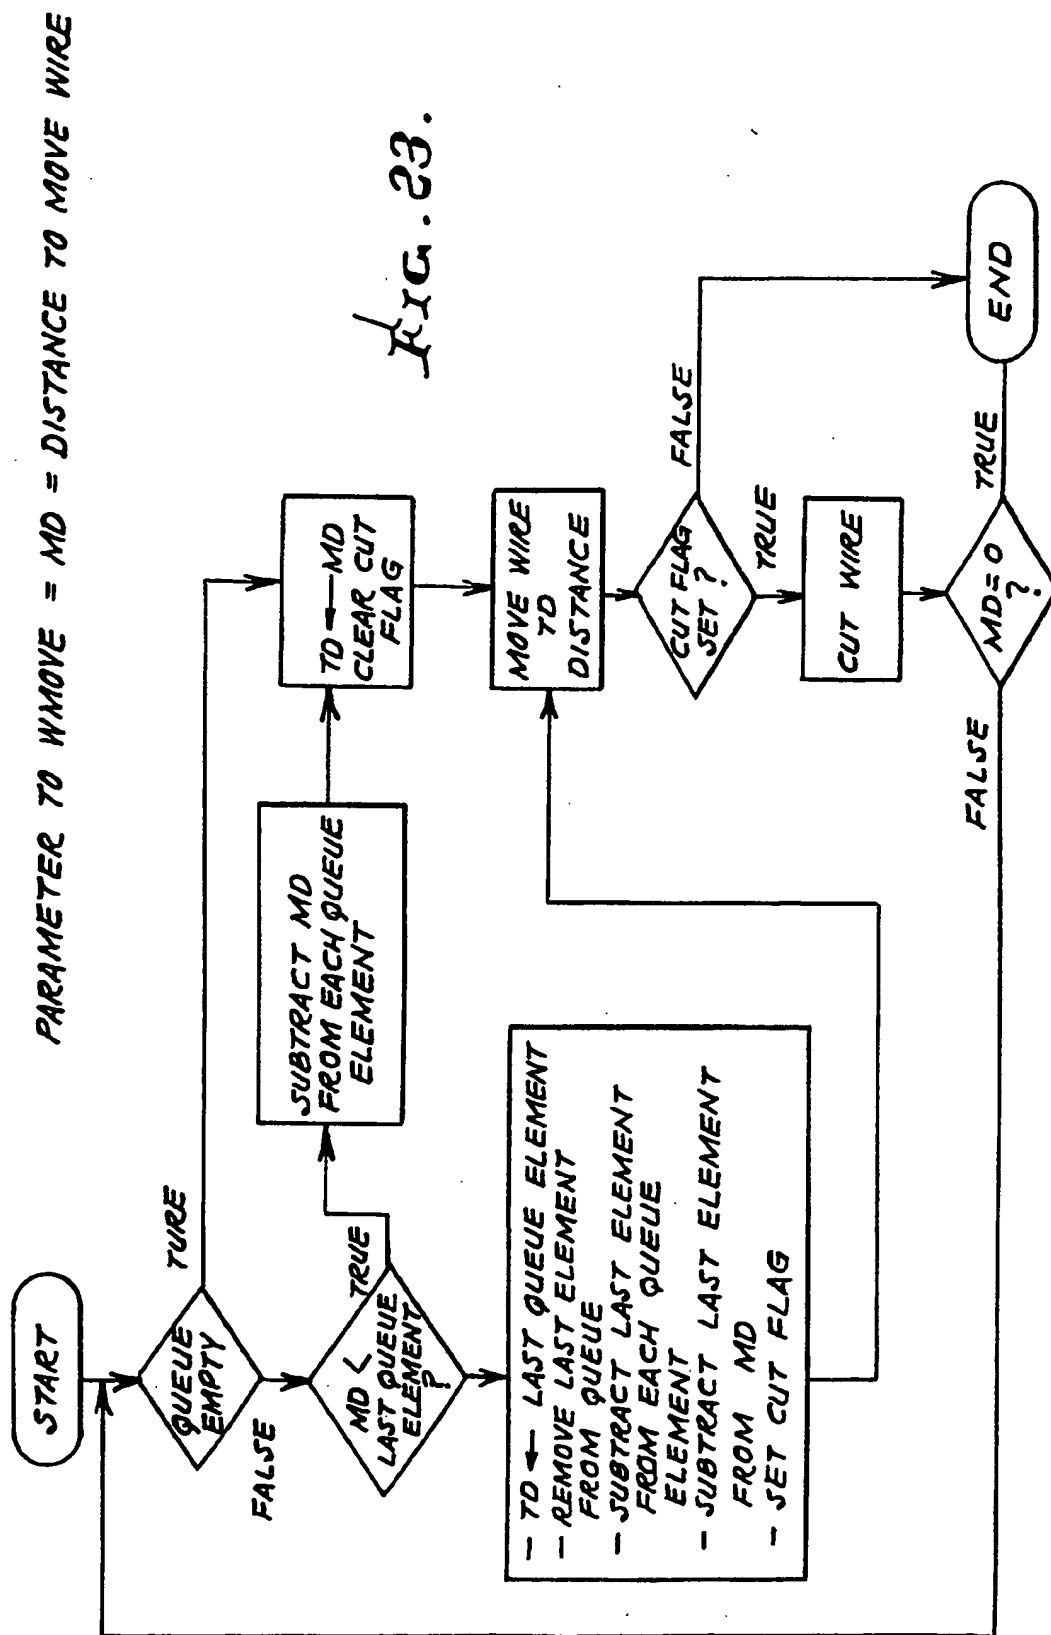 PARAMETER TO WMOVE = MD = DISTANCE TO MOVE WIRE
START
QUEUE
EMPTY
TURE
FALSE
MD <
LAST QUEUE
ELEMENT
?
TRUE
SUBTRACT MD
FROM EACH QUEUE
ELEMENT
TD ← MD
CLEAR CUT
FLAG
- TD ← LAST QUEUE ELEMENT
- REMOVE LAST ELEMENT
FROM QUEUE
- SUBTRACT LAST ELEMENT
FROM EACH QUEUE
ELEMENT
- SUBTRACT LAST ELEMENT
FROM MD
- SET CUT FLAG
MOVE WIRE
TD
DISTANCE
CUT FLAG
SET ?
FALSE
TRUE
CUT WIRE
MD=0
?
FALSE
TRUE
END
FIG. 23.